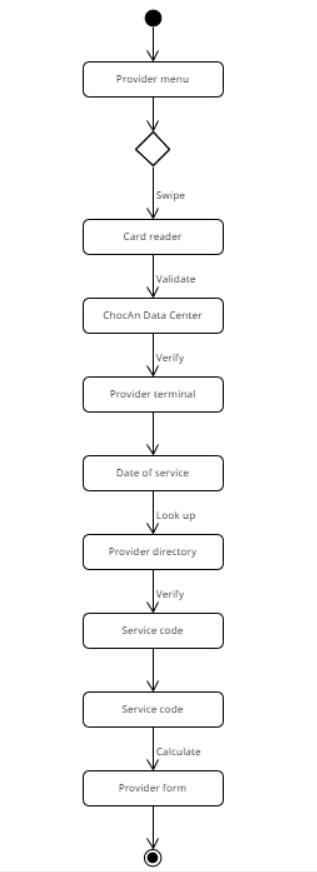 Provider menu
Swipe
Card reader
Validate
ChocAn Data Center
Verify
Provider terminal
Date of service
Look up
Provider directory
Verify
Service code
Service code
Calculate
Provider form